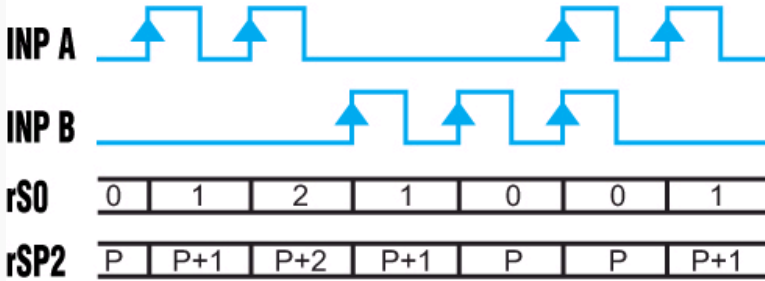 INP A
INP B
rS0 0 1 2 1 0 0 1
rSP2 P P+1 P+2 P+1 P P P+1